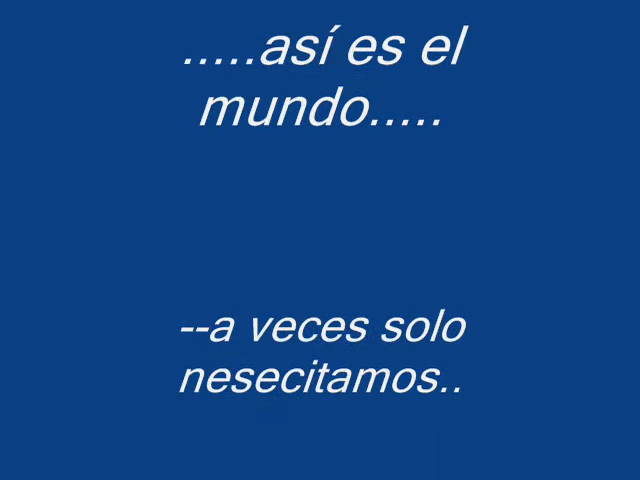 .....así es el
mundo.....
--a veces solo
nesecitamos..